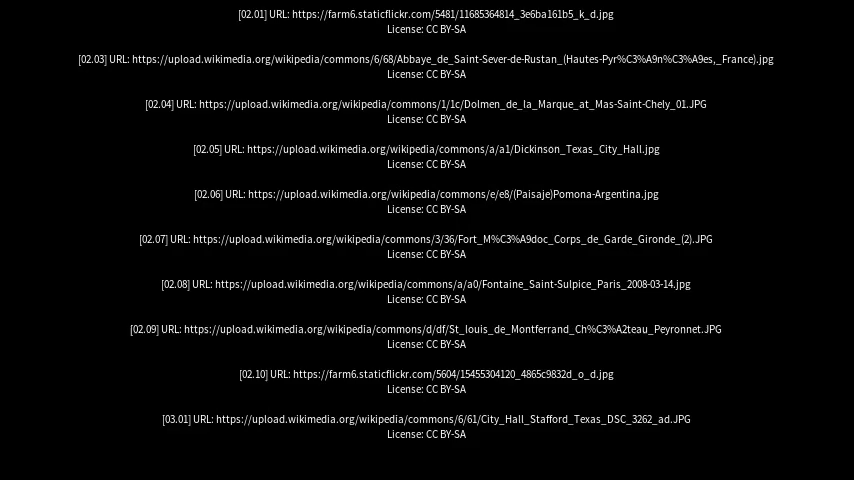 [02.01] URL: https://farm6.staticflickr.com/5481/11685364814_3e6ba161b5_k_d.jpg
License: CC BY-SA
[02.03] URL: https://upload.wikimedia.org/wikipedia/commons/6/68/Abbaye_de_Saint-Sever-de-Rustan_(Hautes-Pyr%C3%A9n%C3%A9es,_France).jpg
License: CC BY-SA
[02.04] URL: https://upload.wikimedia.org/wikipedia/commons/1/1c/Dolmen_de_la_Marque_at_Mas-Saint-Chely_01.JPG
License: CC BY-SA
[02.05] URL: https://upload.wikimedia.org/wikipedia/commons/a/a1/Dickinson_Texas_City_Hall.jpg
License: CC BY-SA
[02.06] URL: https://upload.wikimedia.org/wikipedia/commons/e/e8/(Paisaje)Pomona-Argentina.jpg
License: CC BY-SA
[02.07] URL: https://upload.wikimedia.org/wikipedia/commons/3/36/Fort_M%C3%A9doc_Corps_de_Garde_Gironde_(2).JPG
License: CC BY-SA
[02.08] URL: https://upload.wikimedia.org/wikipedia/commons/a/a0/Fontaine_Saint-Sulpice_Paris_2008-03-14.jpg
License: CC BY-SA
[02.09] URL: https://upload.wikimedia.org/wikipedia/commons/d/df/St_louis_de_Montferrand_Ch%C3%A2teau_Peyronnet.JPG
License: CC BY-SA
[02.10] URL: https://farm6.staticflickr.com/5604/15455304120_4865c9832d_o_d.jpg
License: CC BY-SA
[03.01] URL: https://upload.wikimedia.org/wikipedia/commons/6/61/City_Hall_Stafford_Texas_DSC_3262_ad.JPG
License: CC BY-SA